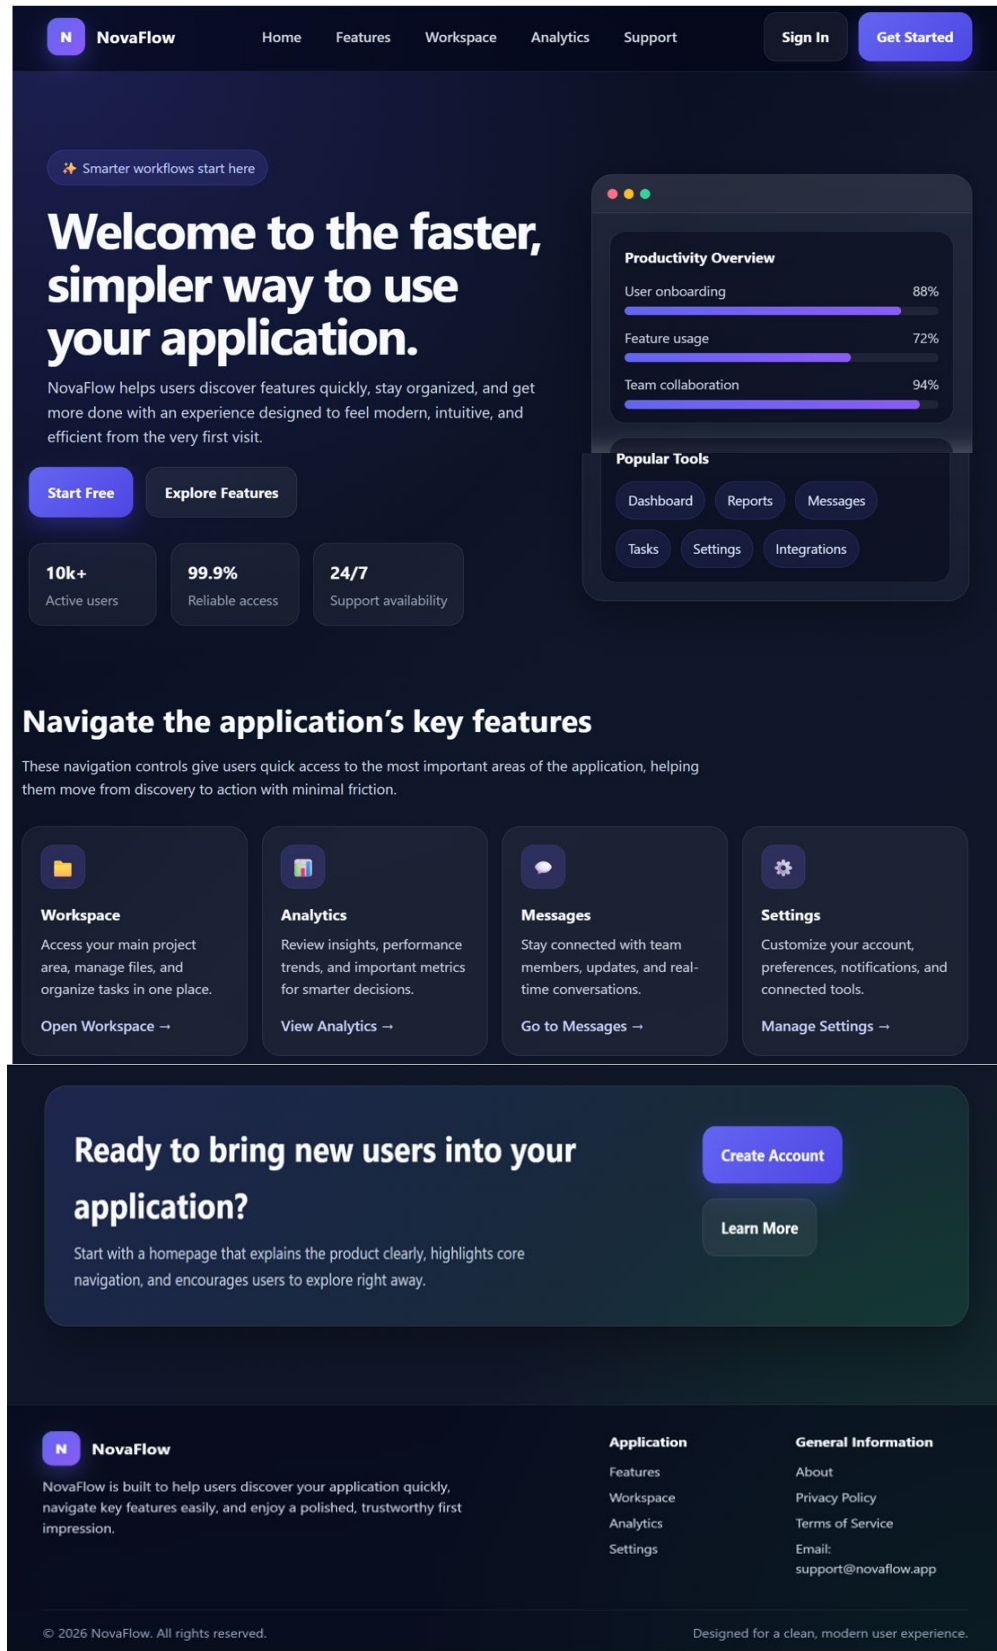 N NovaFlow Home Features Workspace Analytics Support Sign In Get Started
✨ Smarter workflows start here
Welcome to the faster,
simpler way to use
your application.
NovaFlow helps users discover features quickly, stay organized, and get
more done with an experience designed to feel modern, intuitive, and
efficient from the very first visit.
Start Free Explore Features
10k+
Active users
99.9%
Reliable access
24/7
Support availability
Productivity Overview
User onboarding 88%
Feature usage 72%
Team collaboration 94%
Popular Tools
Dashboard Reports Messages
Tasks Settings Integrations
Navigate the application’s key features
These navigation controls give users quick access to the most important areas of the application, helping
them move from discovery to action with minimal friction.
Workspace
Access your main project
area, manage files, and
organize tasks in one place.
Open Workspace →
Analytics
Review insights, performance
trends, and important metrics
for smarter decisions.
View Analytics →
Messages
Stay connected with team
members, updates, and real-
time conversations.
Go to Messages →
Settings
Customize your account,
preferences, notifications, and
connected tools.
Manage Settings →
Ready to bring new users into your
application?
Start with a homepage that explains the product clearly, highlights core
navigation, and encourages users to explore right away.
Create Account
Learn More
N NovaFlow
NovaFlow is built to help users discover your application quickly,
navigate key features easily, and enjoy a polished, trustworthy first
impression.
Application
Features
Workspace
Analytics
Settings
General Information
About
Privacy Policy
Terms of Service
Email:
support@novaflow.app
© 2026 NovaFlow. All rights reserved. Designed for a clean, modern user experience.